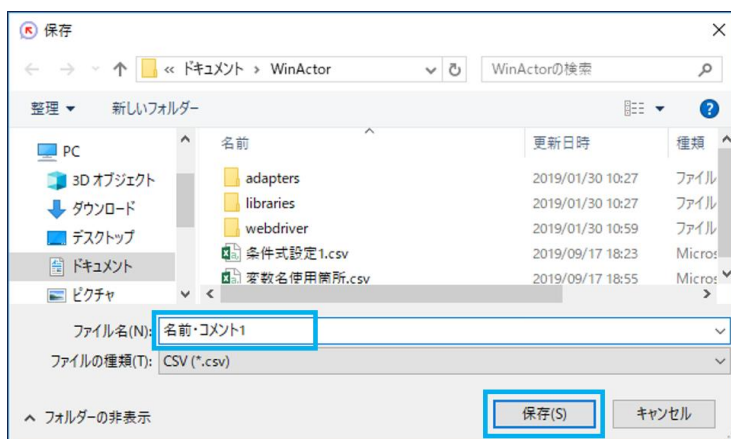 保存
« ドキュメント › WinActor
WinActorの検索
整理 新しいフォルダー
名前 更新日時 種類
PC
3D オブジェクト
ダウンロード
デスクトップ
ドキュメント
ピクチャ
adapters 2019/01/30 10:27 ファイル
libraries 2019/01/30 10:27 ファイル
webdriver 2019/01/30 10:59 ファイル
条件式設定1.csv 2019/09/17 18:23 Micros
変数名使用箇所.csv 2019/09/17 18:55 Micros
ファイル名(N): 名前・コメント1
ファイルの種類(T): CSV (*.csv)
フォルダーの非表示
保存(S) キャンセル